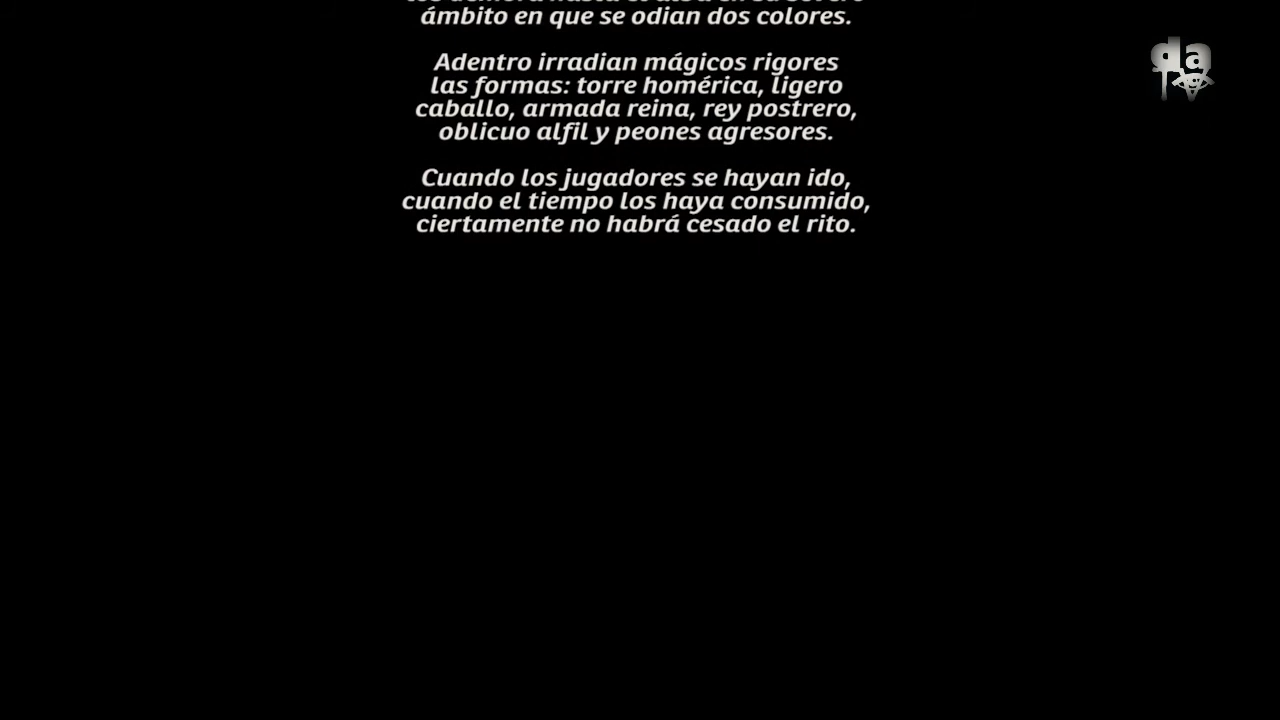 ámbito en que se odian dos colores.
Adentro irradian mágicos rigores
las formas: torre homérica, ligero
caballo, armada reina, rey postrero,
oblicuo alfil y peones agresores.
Cuando los jugadores se hayan ido,
cuando el tiempo los haya consumido,
ciertamente no habrá cesado el rito.
da
TV